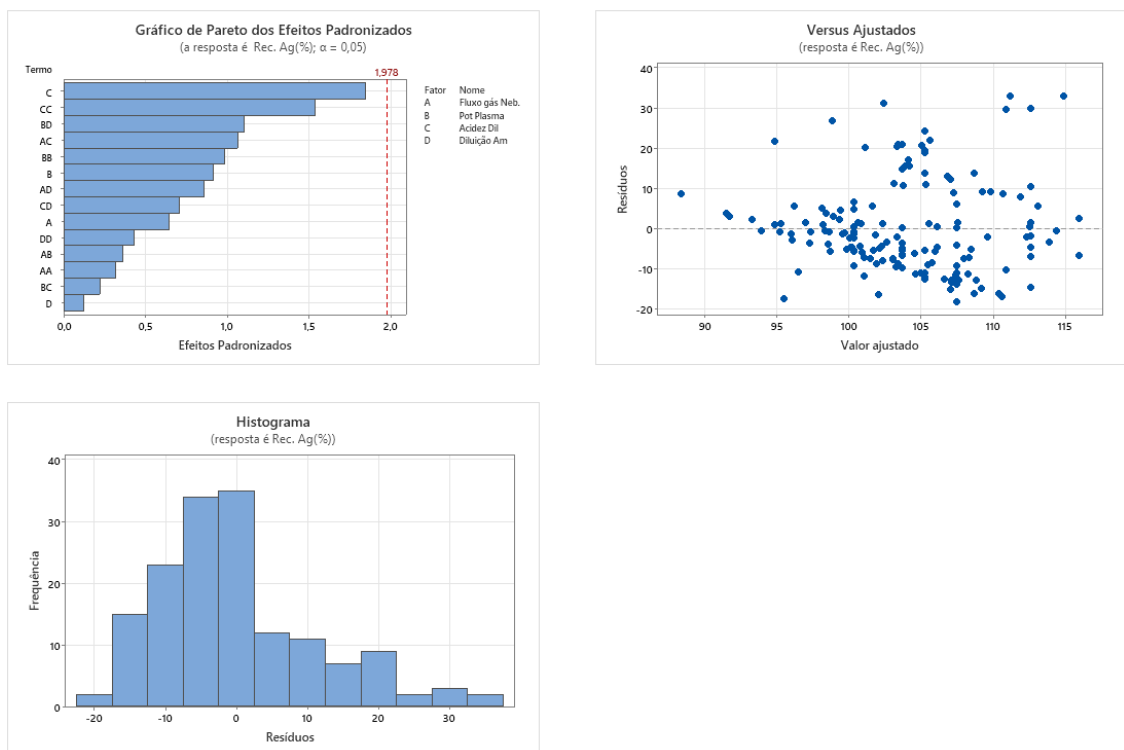 Gráfico de Pareto dos Efeitos Padronizados
(a resposta é Rec. Ag(%); α = 0,05)
Termo
1,978
C
CC
BD
AC
BB
B
AD
CD
A
DD
AB
AA
BC
D
0,0 0,5 1,0 1,5 2,0
Efeitos Padronizados
Fator Nome
A Fluxo gás Neb.
B Pot Plasma
C Acidez Dil
D Diluição Am
Versus Ajustados
(resposta é Rec. Ag(%))
40
30
20
10
0
-10
-20
Resíduos
90 95 100 105 110 115
Valor ajustado
Histograma
(resposta é Rec. Ag(%))
40
30
20
10
0
Frequência
-20 -10 0 10 20 30
Resíduos